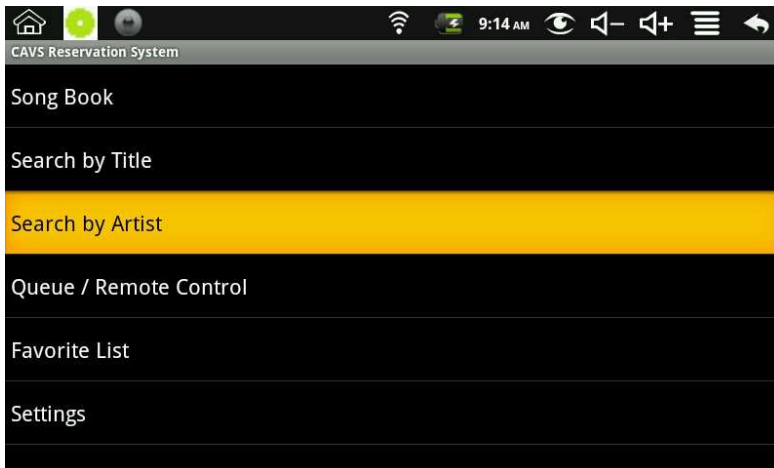 9:14 AM
CAVS Reservation System
Song Book
Search by Title
Search by Artist
Queue / Remote Control
Favorite List
Settings